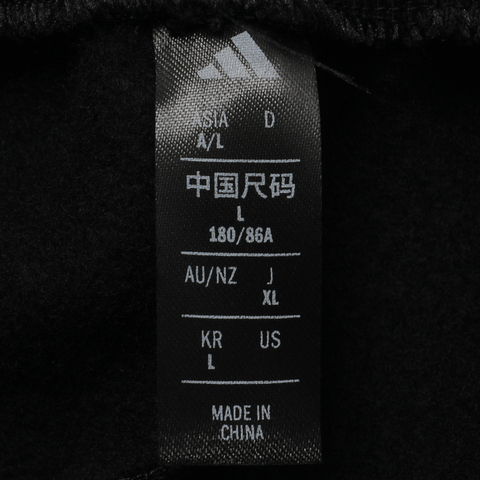 ASIA D
A/L
中国尺码
L
180/86A
AU/NZ J
XL
KR US
L
MADE IN
CHINA